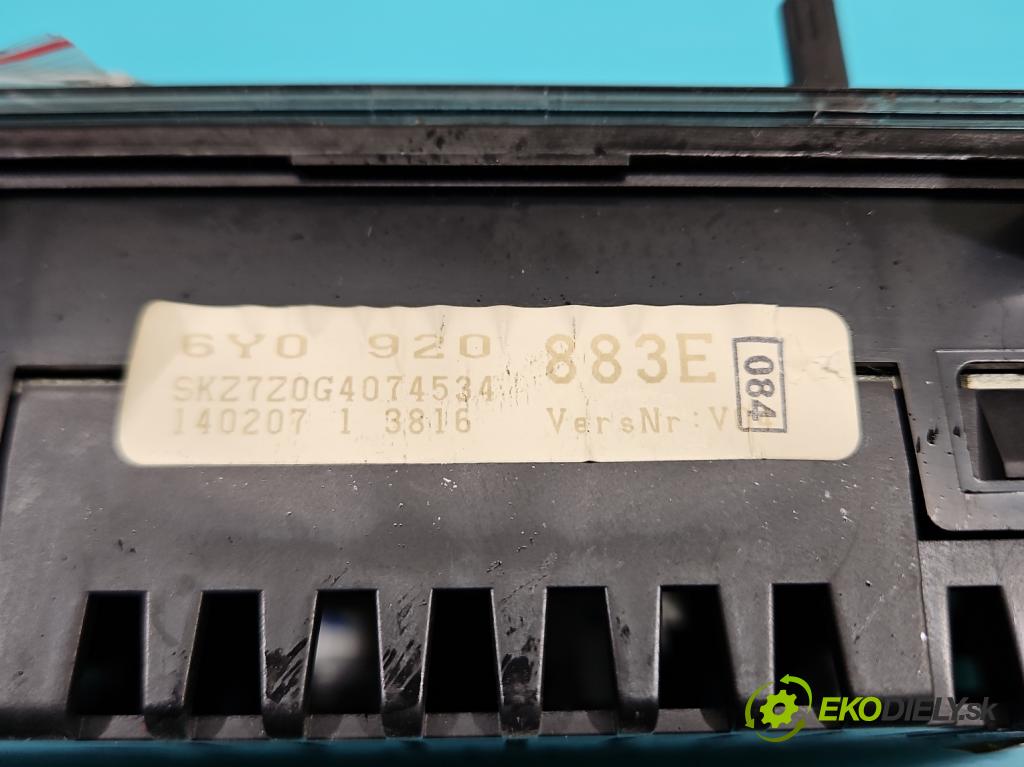 6Y0 920 883E
SKZ7Z0G4074534
140207 1 3816 VersNr:V
084
EKODIELY.sk